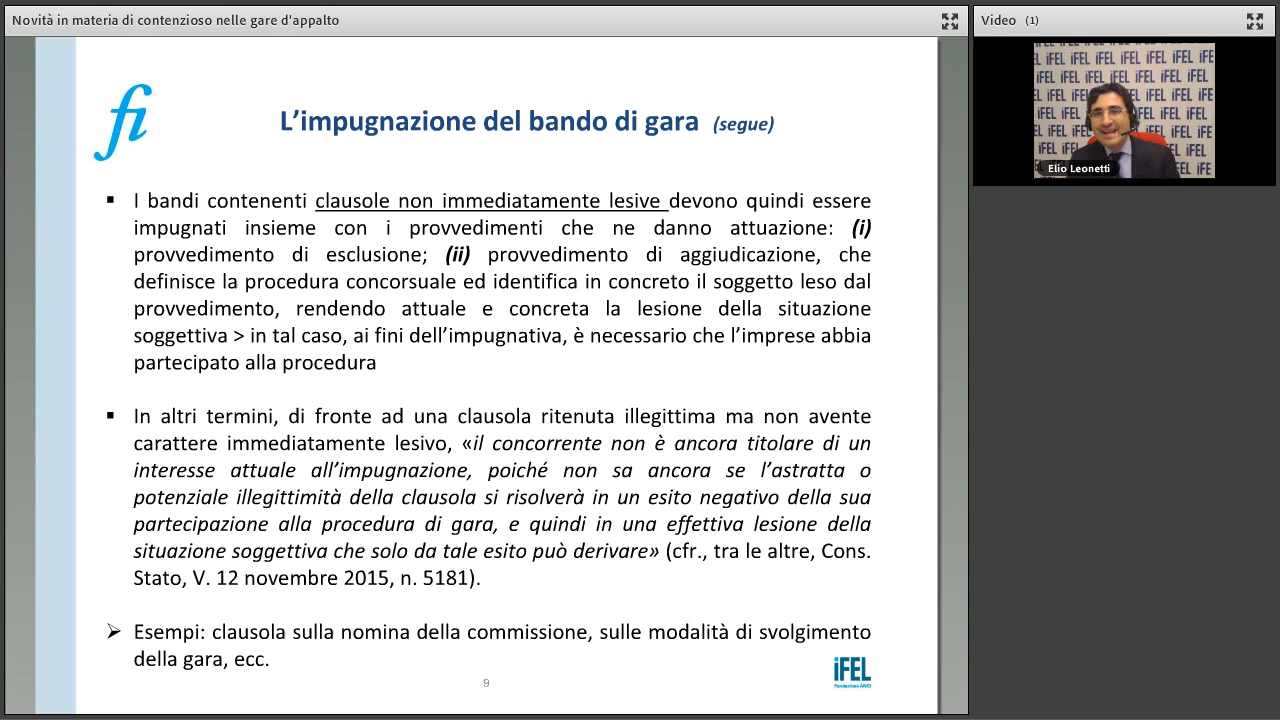 Novità in materia di contenzioso nelle gare d'appalto
Video (1)
iFEL
Elio Leonetti
fi
L’impugnazione del bando di gara (segue)
▪ I bandi contenenti clausole non immediatamente lesive devono quindi essere
impugnati insieme con i provvedimenti che ne danno attuazione: (i)
provvedimento di esclusione; (ii) provvedimento di aggiudicazione, che
definisce la procedura concorsuale ed identifica in concreto il soggetto leso dal
provvedimento, rendendo attuale e concreta la lesione della situazione
soggettiva > in tal caso, ai fini dell’impugnativa, è necessario che l’imprese abbia
partecipato alla procedura
▪ In altri termini, di fronte ad una clausola ritenuta illegittima ma non avente
carattere immediatamente lesivo, «il concorrente non è ancora titolare di un
interesse attuale all’impugnazione, poiché non sa ancora se l’astratta o
potenziale illegittimità della clausola si risolverà in un esito negativo della sua
partecipazione alla procedura di gara, e quindi in una effettiva lesione della
situazione soggettiva che solo da tale esito può derivare» (cfr., tra le altre, Cons.
Stato, V. 12 novembre 2015, n. 5181).
➢ Esempi: clausola sulla nomina della commissione, sulle modalità di svolgimento
della gara, ecc.
9
iFEL
Fondazione ANCI